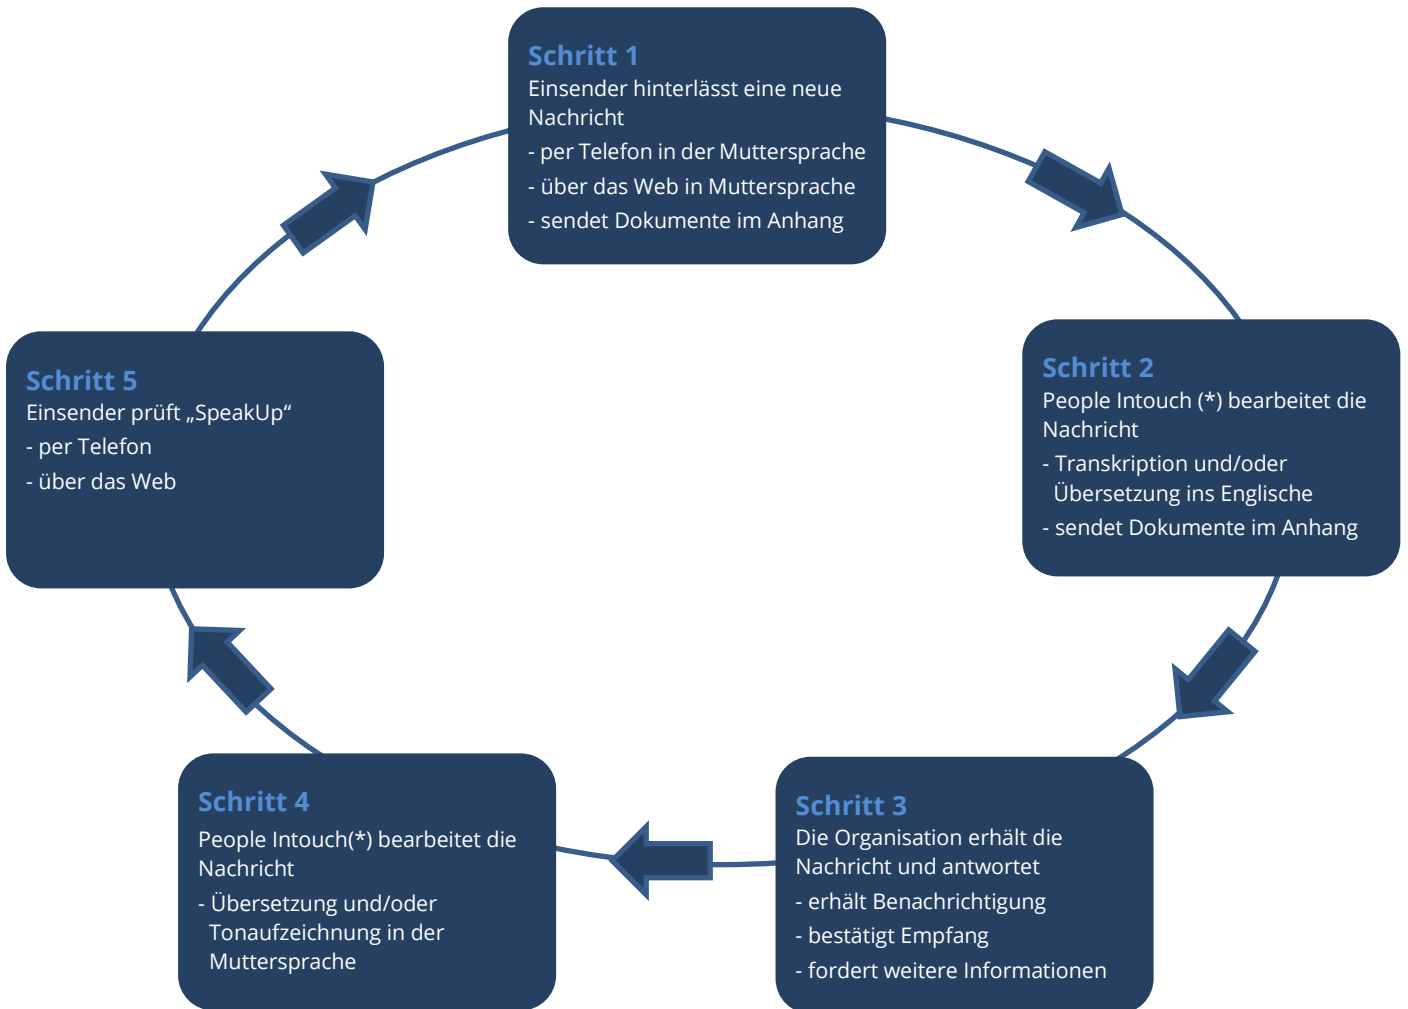 Schritt 1
Einsender hinterlässt eine neue
Nachricht
- per Telefon in der Muttersprache
- über das Web in Muttersprache
- sendet Dokumente im Anhang
Schritt 2
People Intouch (*) bearbeitet die
Nachricht
- Transkription und/oder
Übersetzung ins Englische
- sendet Dokumente im Anhang
Schritt 3
Die Organisation erhält die
Nachricht und antwortet
- erhält Benachrichtigung
- bestätigt Empfang
- fordert weitere Informationen
Schritt 4
People Intouch(*) bearbeitet die
Nachricht
- Übersetzung und/oder
Tonaufzeichnung in der
Muttersprache
Schritt 5
Einsender prüft „SpeakUp“
- per Telefon
- über das Web